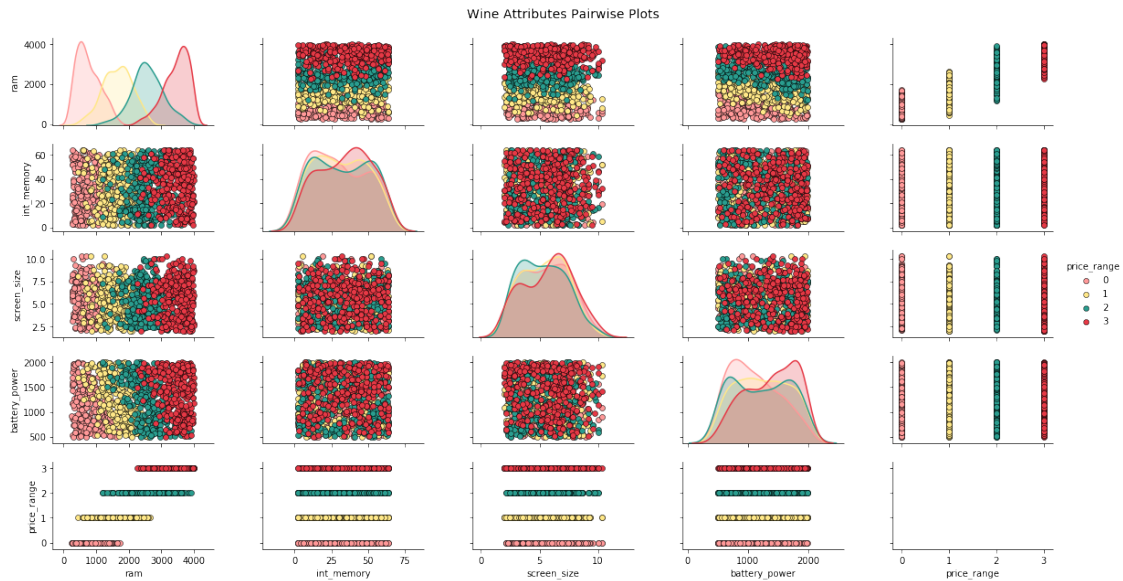 Wine Attributes Pairwise Plots
ram
4000
2000
0
int_memory
60
40
20
0
screen_size
10.0
7.5
5.0
2.5
price_range
0
1
2
3
battery_power
2000
1500
1000
500
price_range
3
2
1
0
0 1000 2000 3000 4000
0 25 50 75
0 5 10
0 1000 2000
0 1 2 3
ram int_memory screen_size battery_power price_range